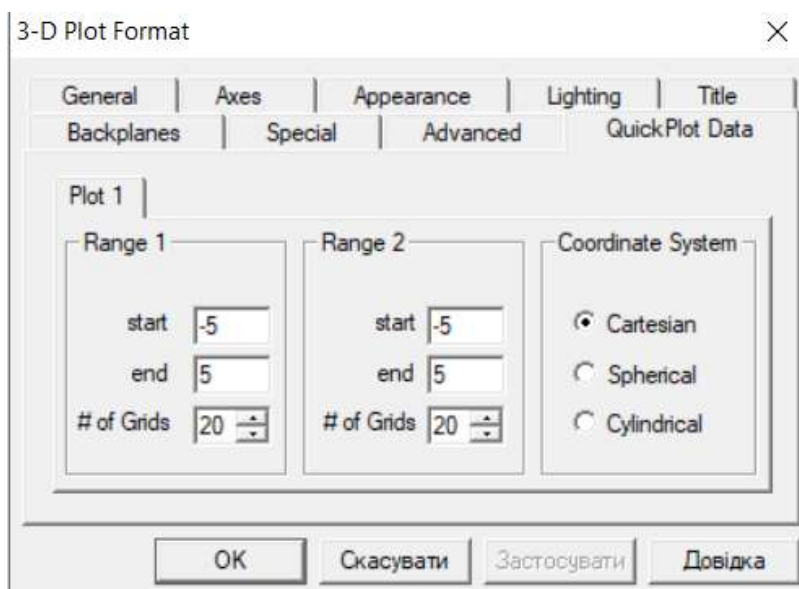 3-D Plot Format
General Axes Appearance Lighting Title
Backplanes Special Advanced QuickPlot Data
Plot 1
Range 1 Range 2 Coordinate System
start -5 start -5 Cartesian
end 5 end 5 Spherical
# of Grids 20 # of Grids 20 Cylindrical
OK Скасувати Застосувати Довідка